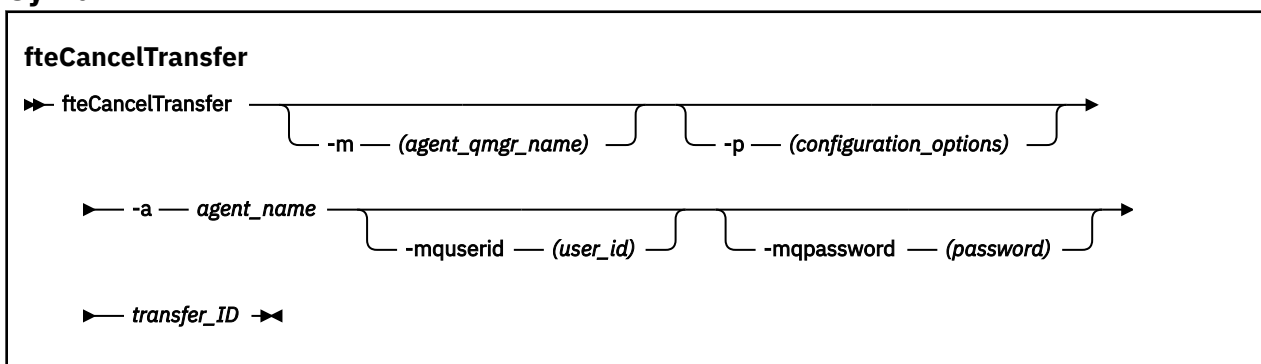 fteCancelTransfer
fteCancelTransfer
-m (agent_qmgr_name) -p (configuration_options)
-a agent_name
-mquserid (user_id) -mqpassword (password)
transfer_ID